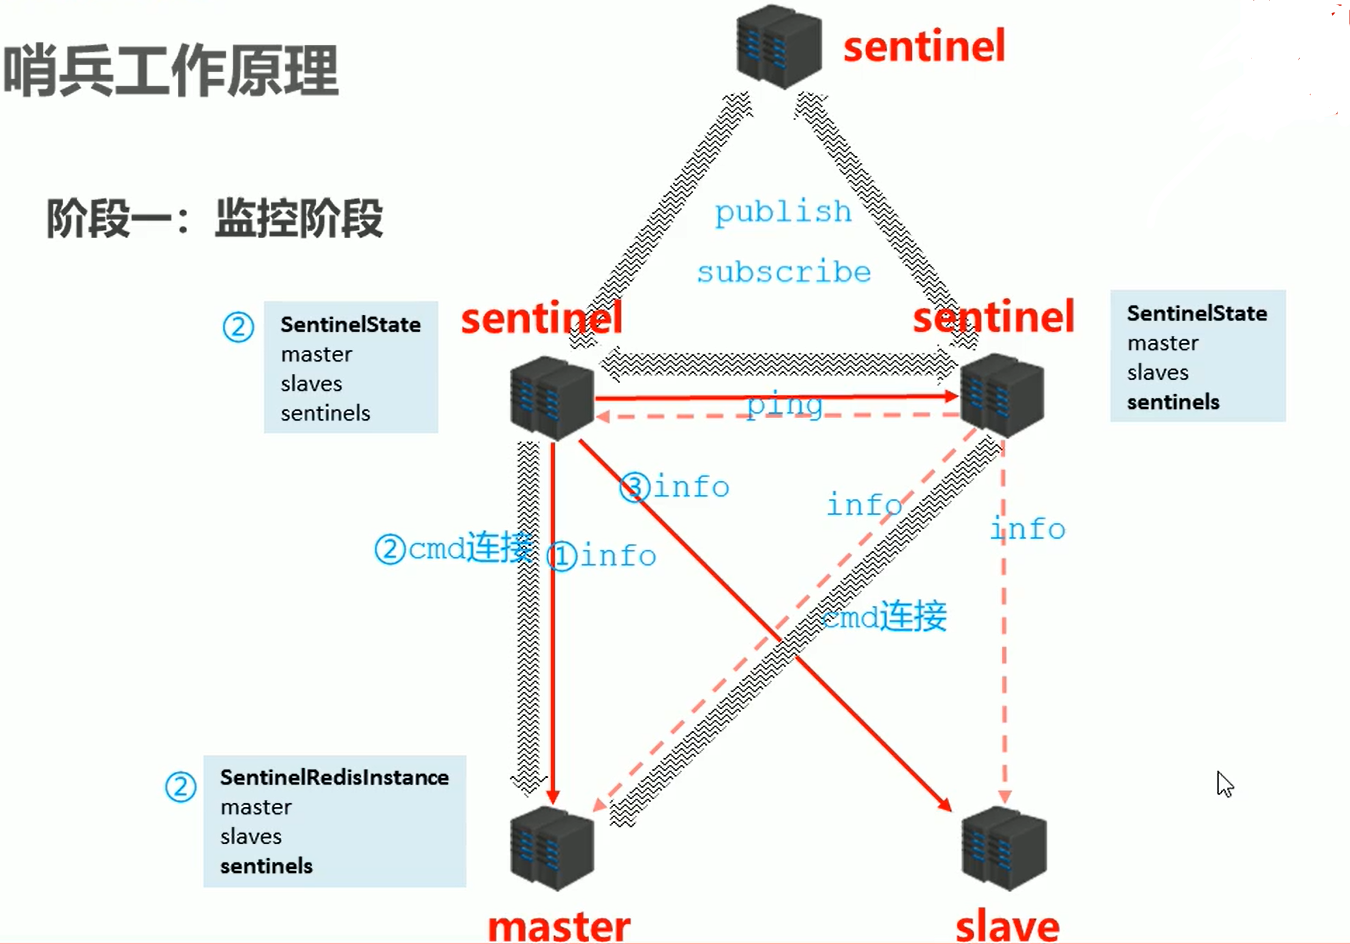 sentinel
哨兵工作原理
publish
阶段一：监控阶段
subscribe
sentinel
sentinel
②
SentinelState
master
slaves
sentinels
SentinelState
master
slaves
sentinels
ping
③info
info
info
②cmd连接
①info
cmd连接
②
SentinelRedisInstance
master
slaves
sentinels
master
slave